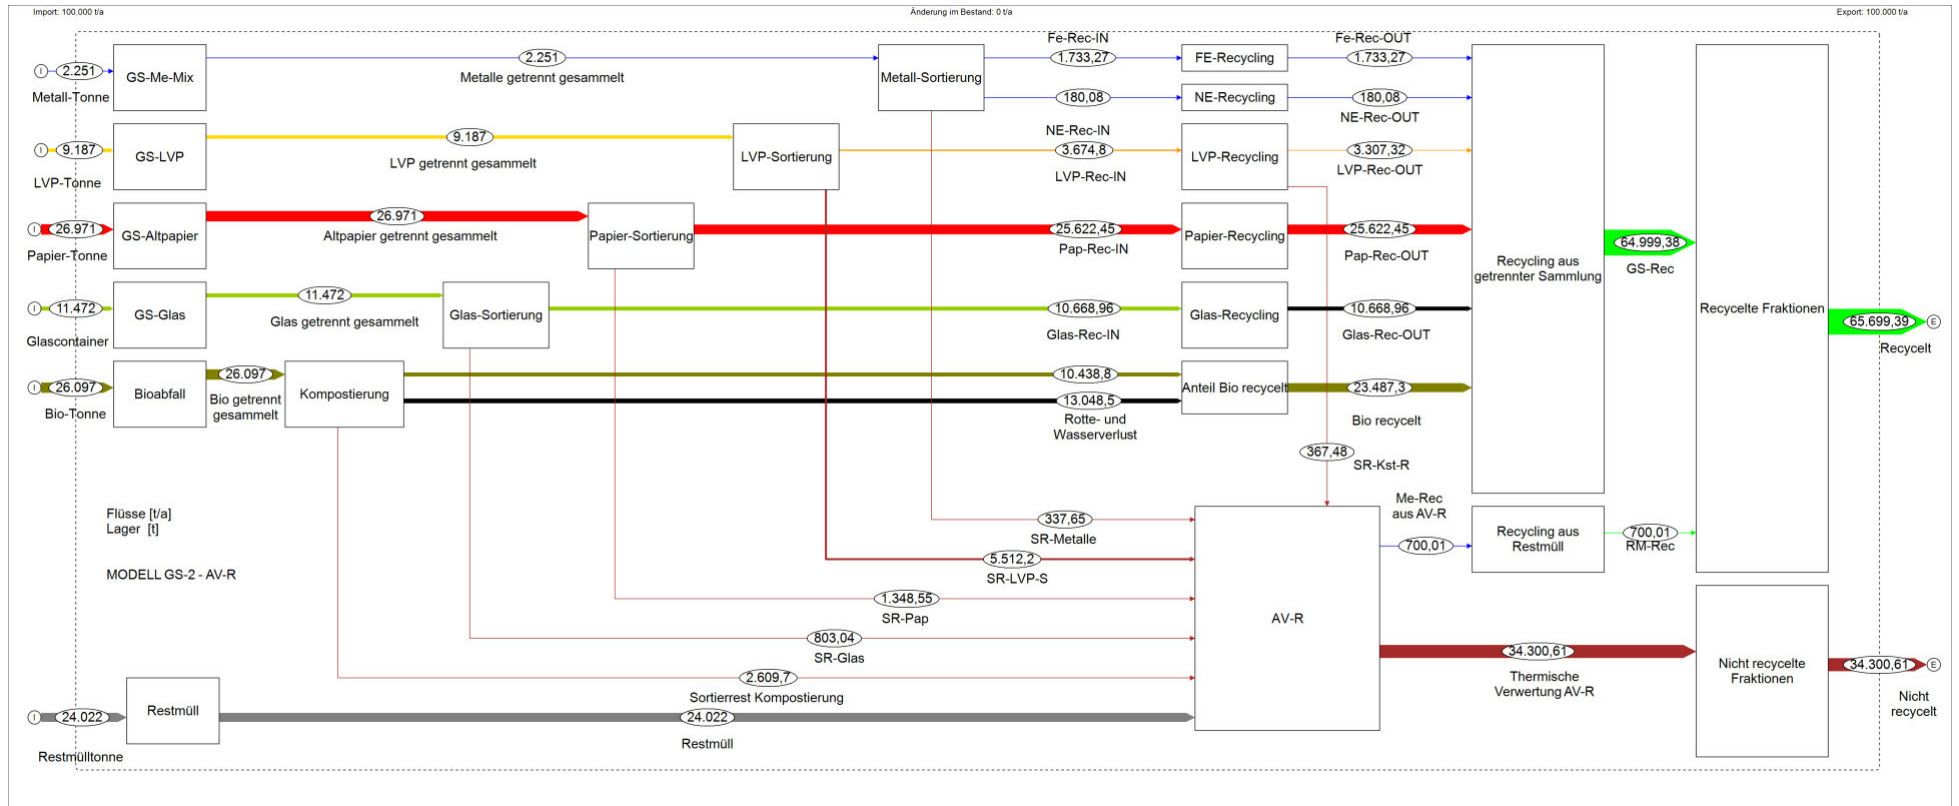 Import: 100.000 t/a
Änderung im Bestand: 0 t/a
Export: 100.000 t/a
I
2.251
Metall-Tonne
GS-Me-Mix
2.251
Metalle getrennt gesammelt
Metall-Sortierung
Fe-Rec-IN
1.733,27
FE-Recycling
Fe-Rec-OUT
1.733,27
180,08
NE-Rec-IN
NE-Recycling
180,08
NE-Rec-OUT
I
9.187
LVP-Tonne
GS-LVP
9.187
LVP getrennt gesammelt
LVP-Sortierung
3.674,8
LVP-Rec-IN
LVP-Recycling
3.307,32
LVP-Rec-OUT
I
26.971
Papier-Tonne
GS-Altpapier
26.971
Altpapier getrennt gesammelt
Papier-Sortierung
25.622,45
Pap-Rec-IN
Papier-Recycling
25.622,45
Pap-Rec-OUT
I
11.472
Glascontainer
GS-Glas
11.472
Glas getrennt gesammelt
Glas-Sortierung
10.668,96
Glas-Rec-IN
Glas-Recycling
10.668,96
Glas-Rec-OUT
I
26.097
Bio-Tonne
Bioabfall
26.097
Bio getrennt
gesammelt
Kompostierung
10.438,8
13.048,5
Rotte- und
Wasserverlust
Anteil Bio recycelt
23.487,3
Bio recycelt
Recycling aus
getrennter Sammlung
64.999,38
GS-Rec
Recycelte Fraktionen
65.699,39
E
Recycelt
367,48
SR-Kst-R
Flüsse [t/a]
Lager [t]
MODELL GS-2 - AV-R
337,65
SR-Metalle
5.512,2
SR-LVP-S
1.348,55
SR-Pap
803,04
SR-Glas
2.609,7
Sortierrest Kompostierung
I
24.022
Restmülltonne
Restmüll
24.022
Restmüll
AV-R
Me-Rec
aus AV-R
700,01
Recycling aus
Restmüll
700,01
RM-Rec
34.300,61
Thermische
Verwertung AV-R
Nicht recycelte
Fraktionen
34.300,61
E
Nicht
recycelt